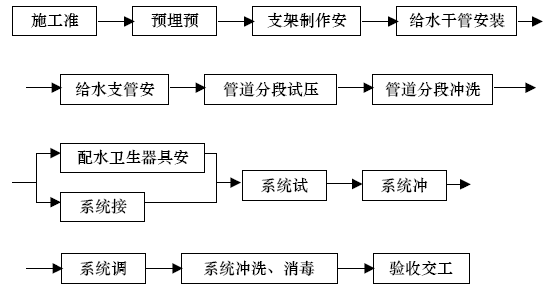 施工准
预埋预
支架制作安
给水干管安装
给水支管安
管道分段试压
管道分段冲洗
配水卫生器具安
系统接
系统试
系统冲
系统调
系统冲洗、消毒
验收交工